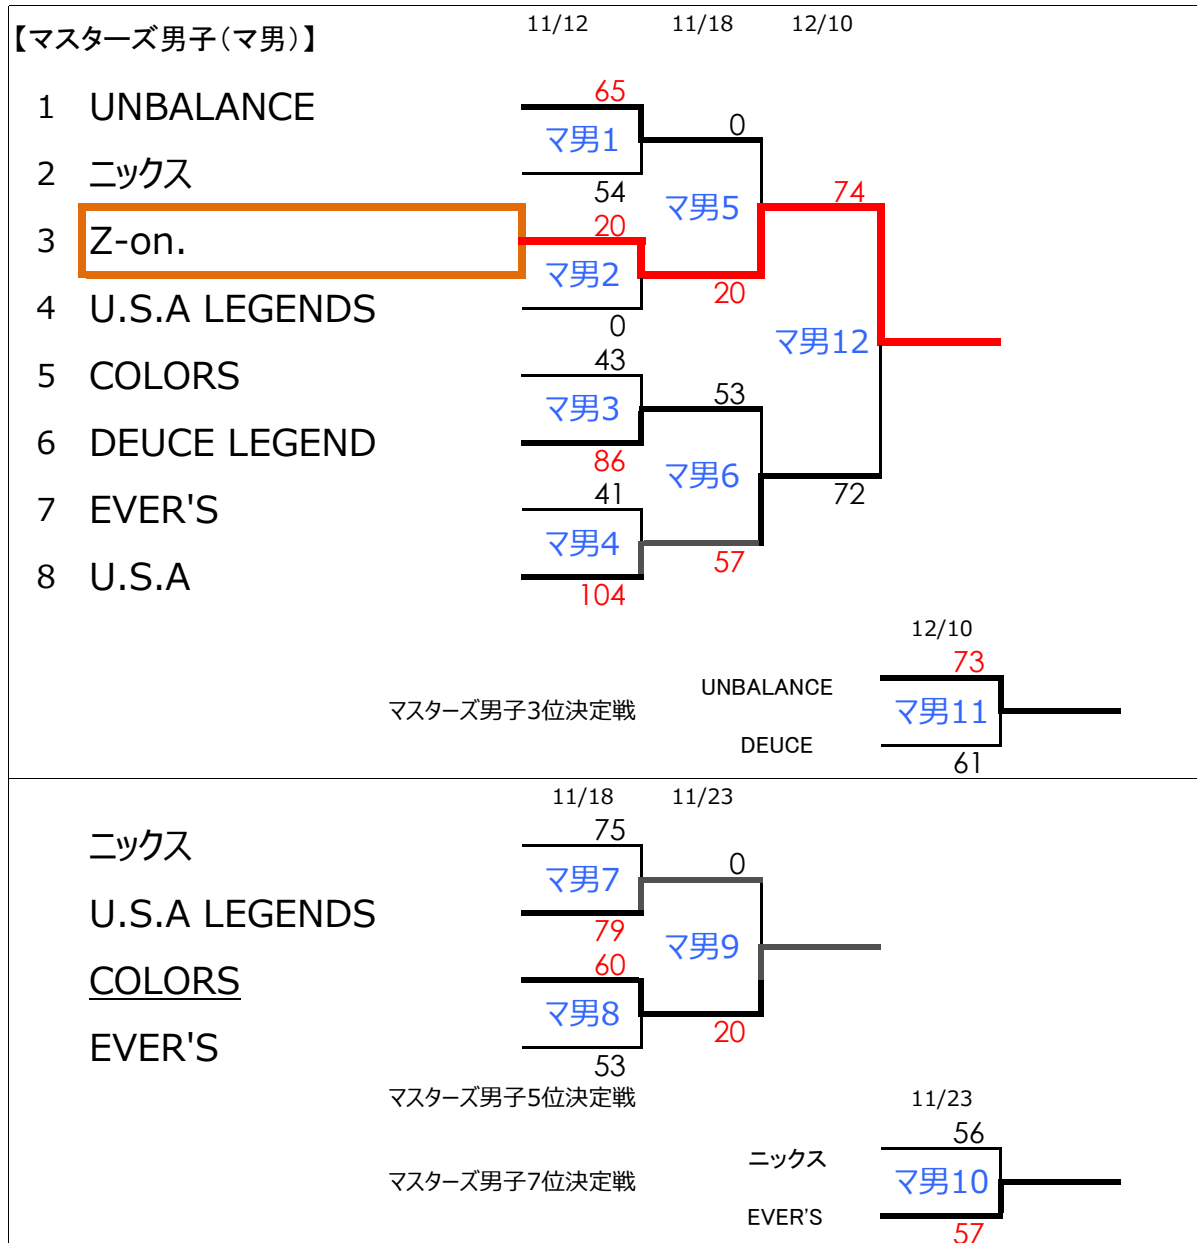 【マスターズ男子(マ男)】 11/12 11/18 12/10
65
1 UNBALANCE
マ男1 0
2 ニックス
54 マ男5 74
20
3 Z-on.
マ男2 20
4 U.S.A LEGENDS
0 マ男12
43
5 COLORS
マ男3 53
6 DEUCE LEGEND
86 マ男6
41 72
7 EVER'S
マ男4 57
8 U.S.A
104
12/10
73
UNBALANCE
マスターズ男子3位決定戦 マ男11
DEUCE
61
11/18 11/23
75
ニックス
マ男7 0
U.S.A LEGENDS
79 マ男9
60
COLORS
マ男8 20
EVER'S
53
マスターズ男子5位決定戦 11/23
56
ニックス
マスターズ男子7位決定戦 マ男10
EVER'S
57